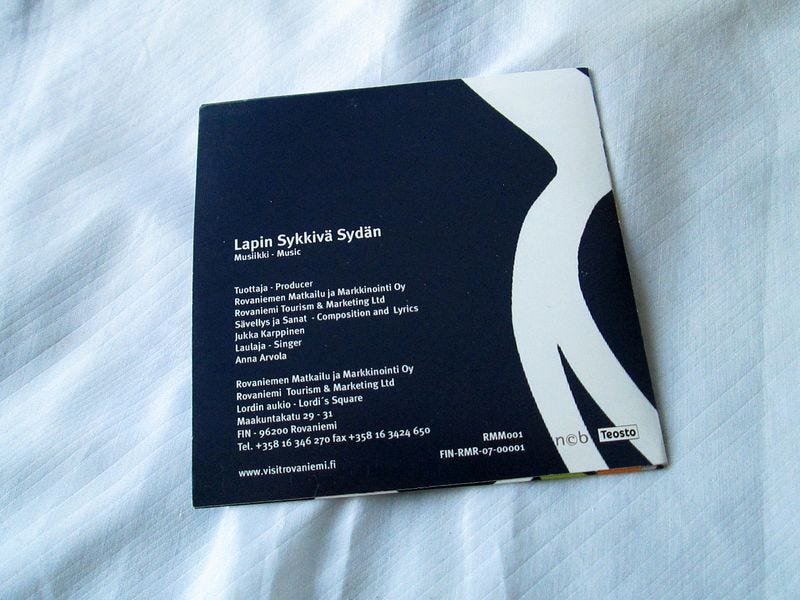 Lapin Sykkivä Sydän
Musiikki - Music
Tuottaja - Producer
Rovaniemen Matkailu ja Markkinointi Oy
Rovaniemi Tourism & Marketing Ltd
Sävellys ja Sanat - Composition and Lyrics
Jukka Karppinen
Laulaja - Singer
Anna Arvola
Rovaniemen Matkailu ja Markkinointi Oy
Rovaniemi Tourism & Marketing Ltd
Lordin aukio - Lordi´s Square
Maakuntakatu 29 - 31
FIN - 96200 Rovaniemi
Tel. +358 16 346 270 fax +358 16 3424 650
www.visitrovaniemi.fi
RMM001
FIN-RMR-07-00001
n©b
Teosto